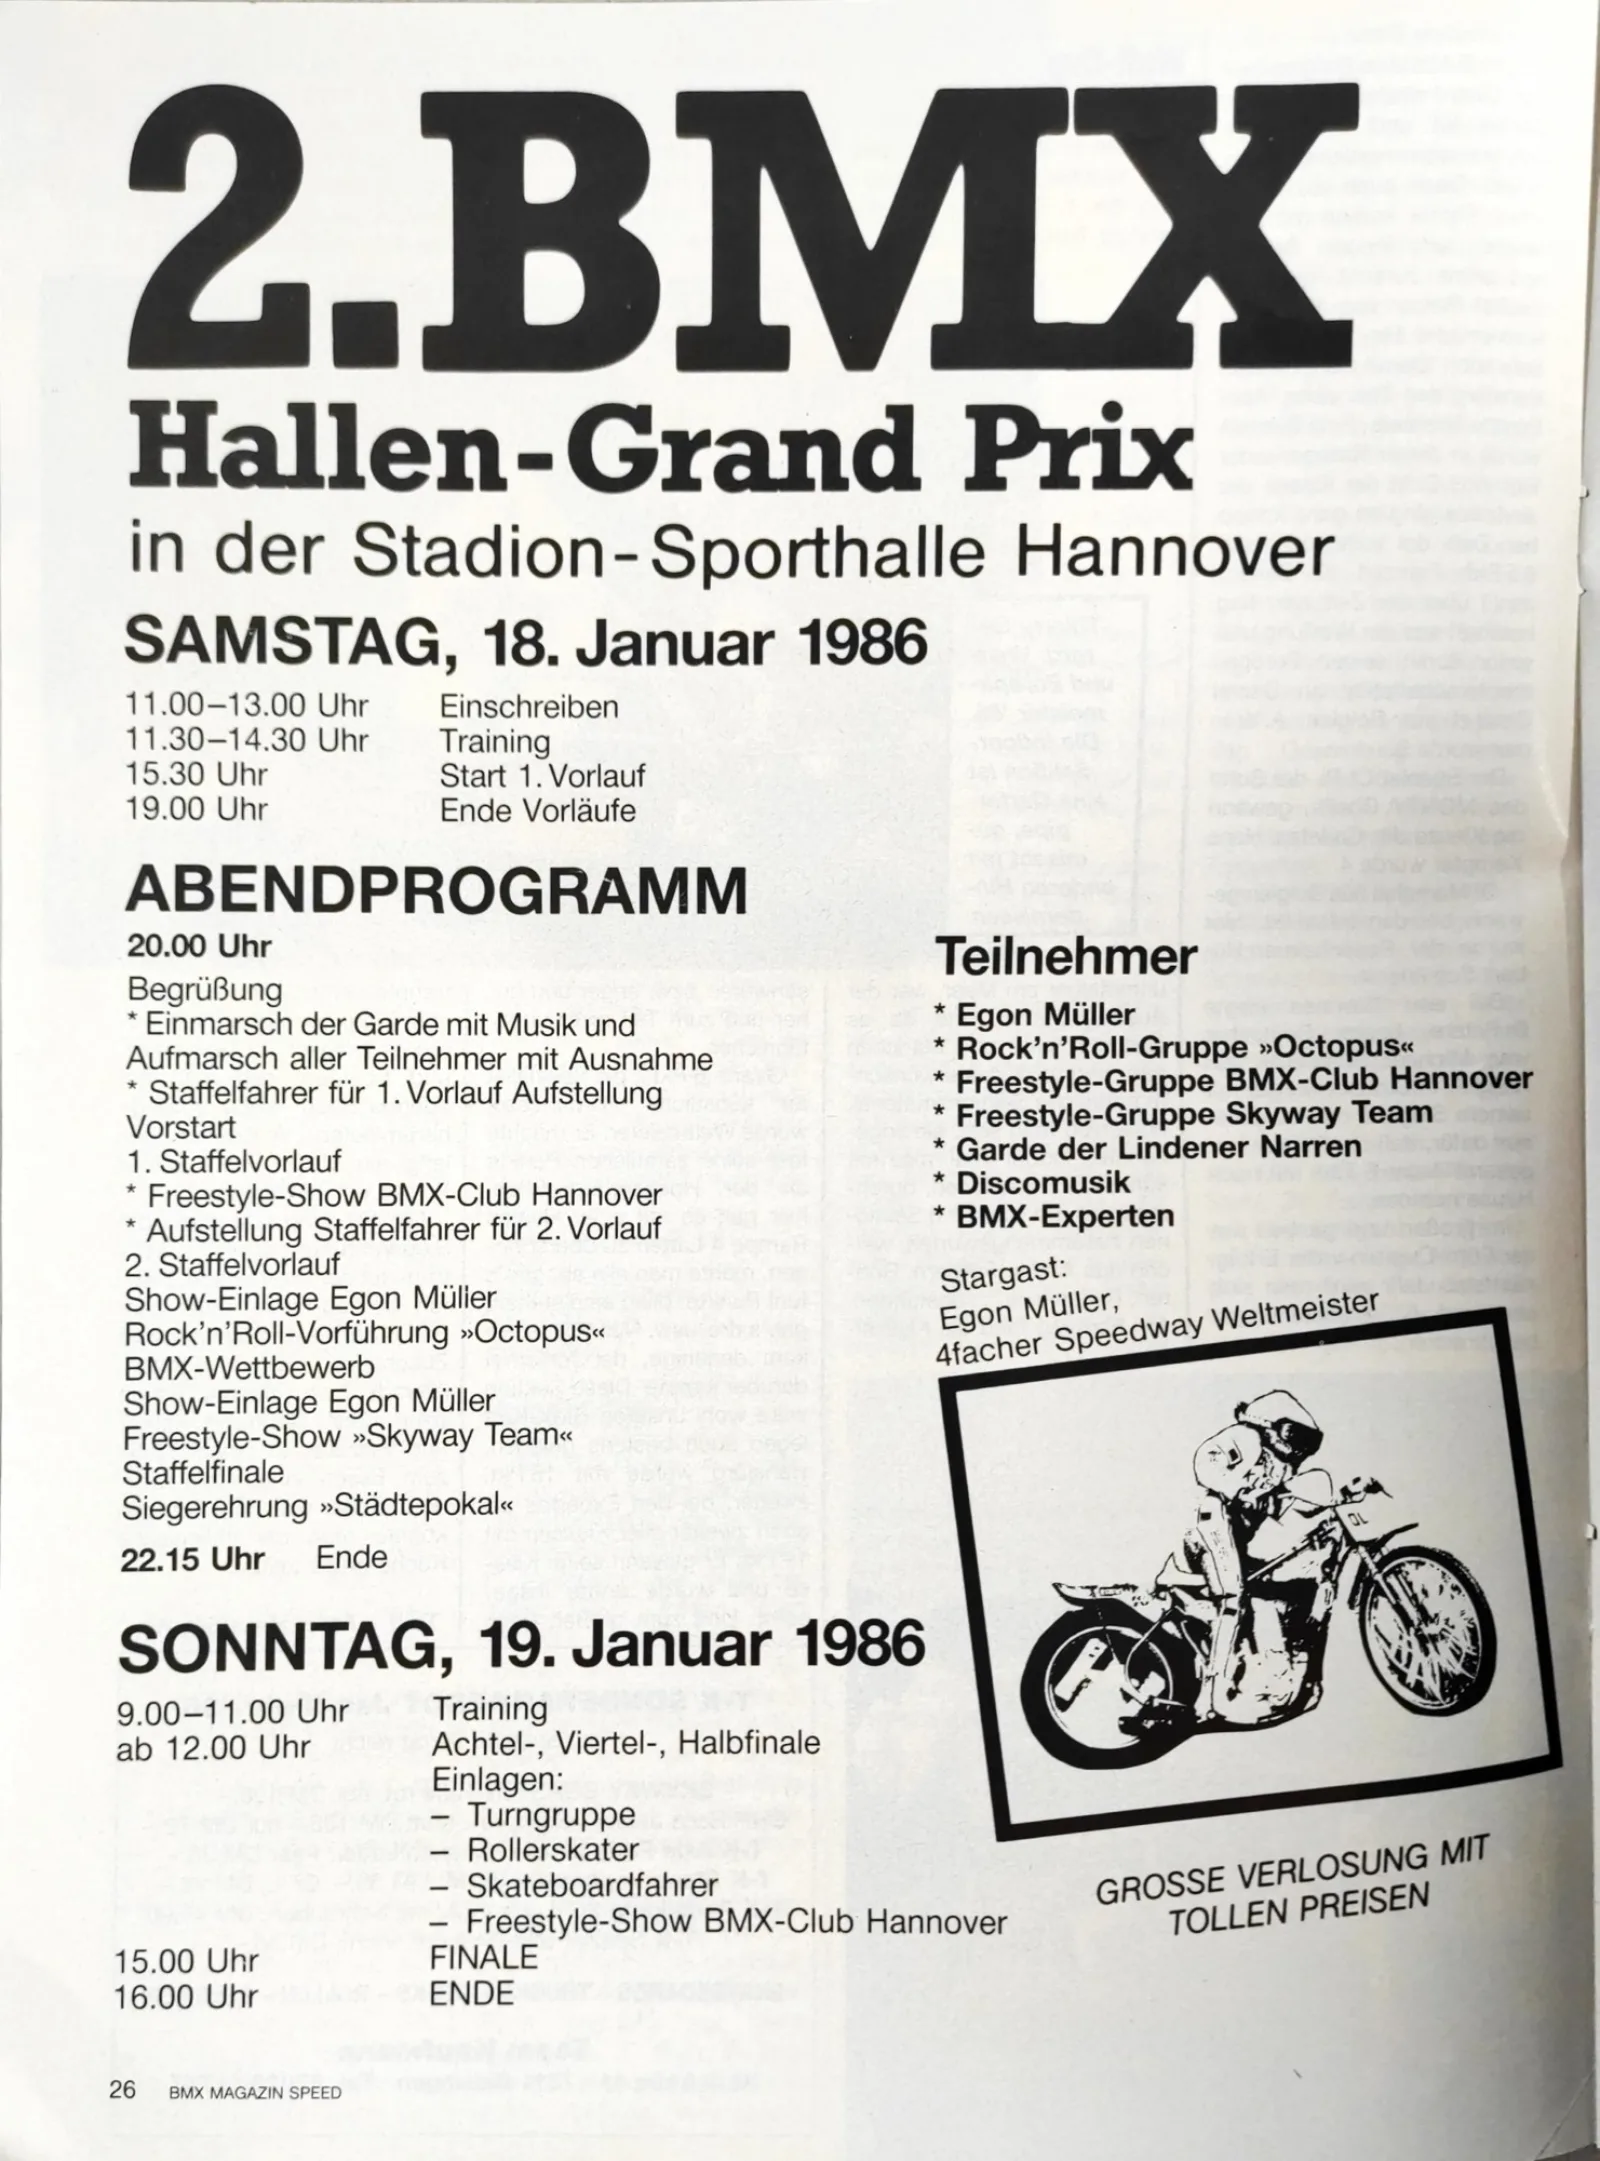 2. BMX
Hallen-Grand Prix
in der Stadion-Sporthalle Hannover
SAMSTAG, 18. Januar 1986
11.00–13.00 Uhr Einschreiben
11.30–14.30 Uhr Training
15.30 Uhr Start 1. Vorlauf
19.00 Uhr Ende Vorläufe
ABENDPROGRAMM
20.00 Uhr
Begrüßung
* Einmarsch der Garde mit Musik und
Aufmarsch aller Teilnehmer mit Ausnahme
* Staffelfahrer für 1. Vorlauf Aufstellung
Vorstart
1. Staffelvorlauf
* Freestyle-Show BMX-Club Hannover
* Aufstellung Staffelfahrer für 2. Vorlauf
2. Staffelvorlauf
Show-Einlage Egon Müller
Rock'n'Roll-Vorführung »Octopus«
BMX-Wettbewerb
Show-Einlage Egon Müller
Freestyle-Show »Skyway Team«
Staffelfinale
Siegerehrung »Städtepokal«
22.15 Uhr Ende
Teilnehmer
* Egon Müller
* Rock'n'Roll-Gruppe »Octopus«
* Freestyle-Gruppe BMX-Club Hannover
* Freestyle-Gruppe Skyway Team
* Garde der Lindener Narren
* Discomusik
* BMX-Experten
Stargast:
Egon Müller,
4facher Speedway Weltmeister
SONNTAG, 19. Januar 1986
9.00–11.00 Uhr Training
ab 12.00 Uhr Achtel-, Viertel-, Halbfinale
Einlagen:
– Turngruppe
– Rollerskater
– Skateboardfahrer
– Freestyle-Show BMX-Club Hannover
15.00 Uhr FINALE
16.00 Uhr ENDE
GROSSE VERLOSUNG MIT
TOLLEN PREISEN
26 BMX MAGAZIN SPEED